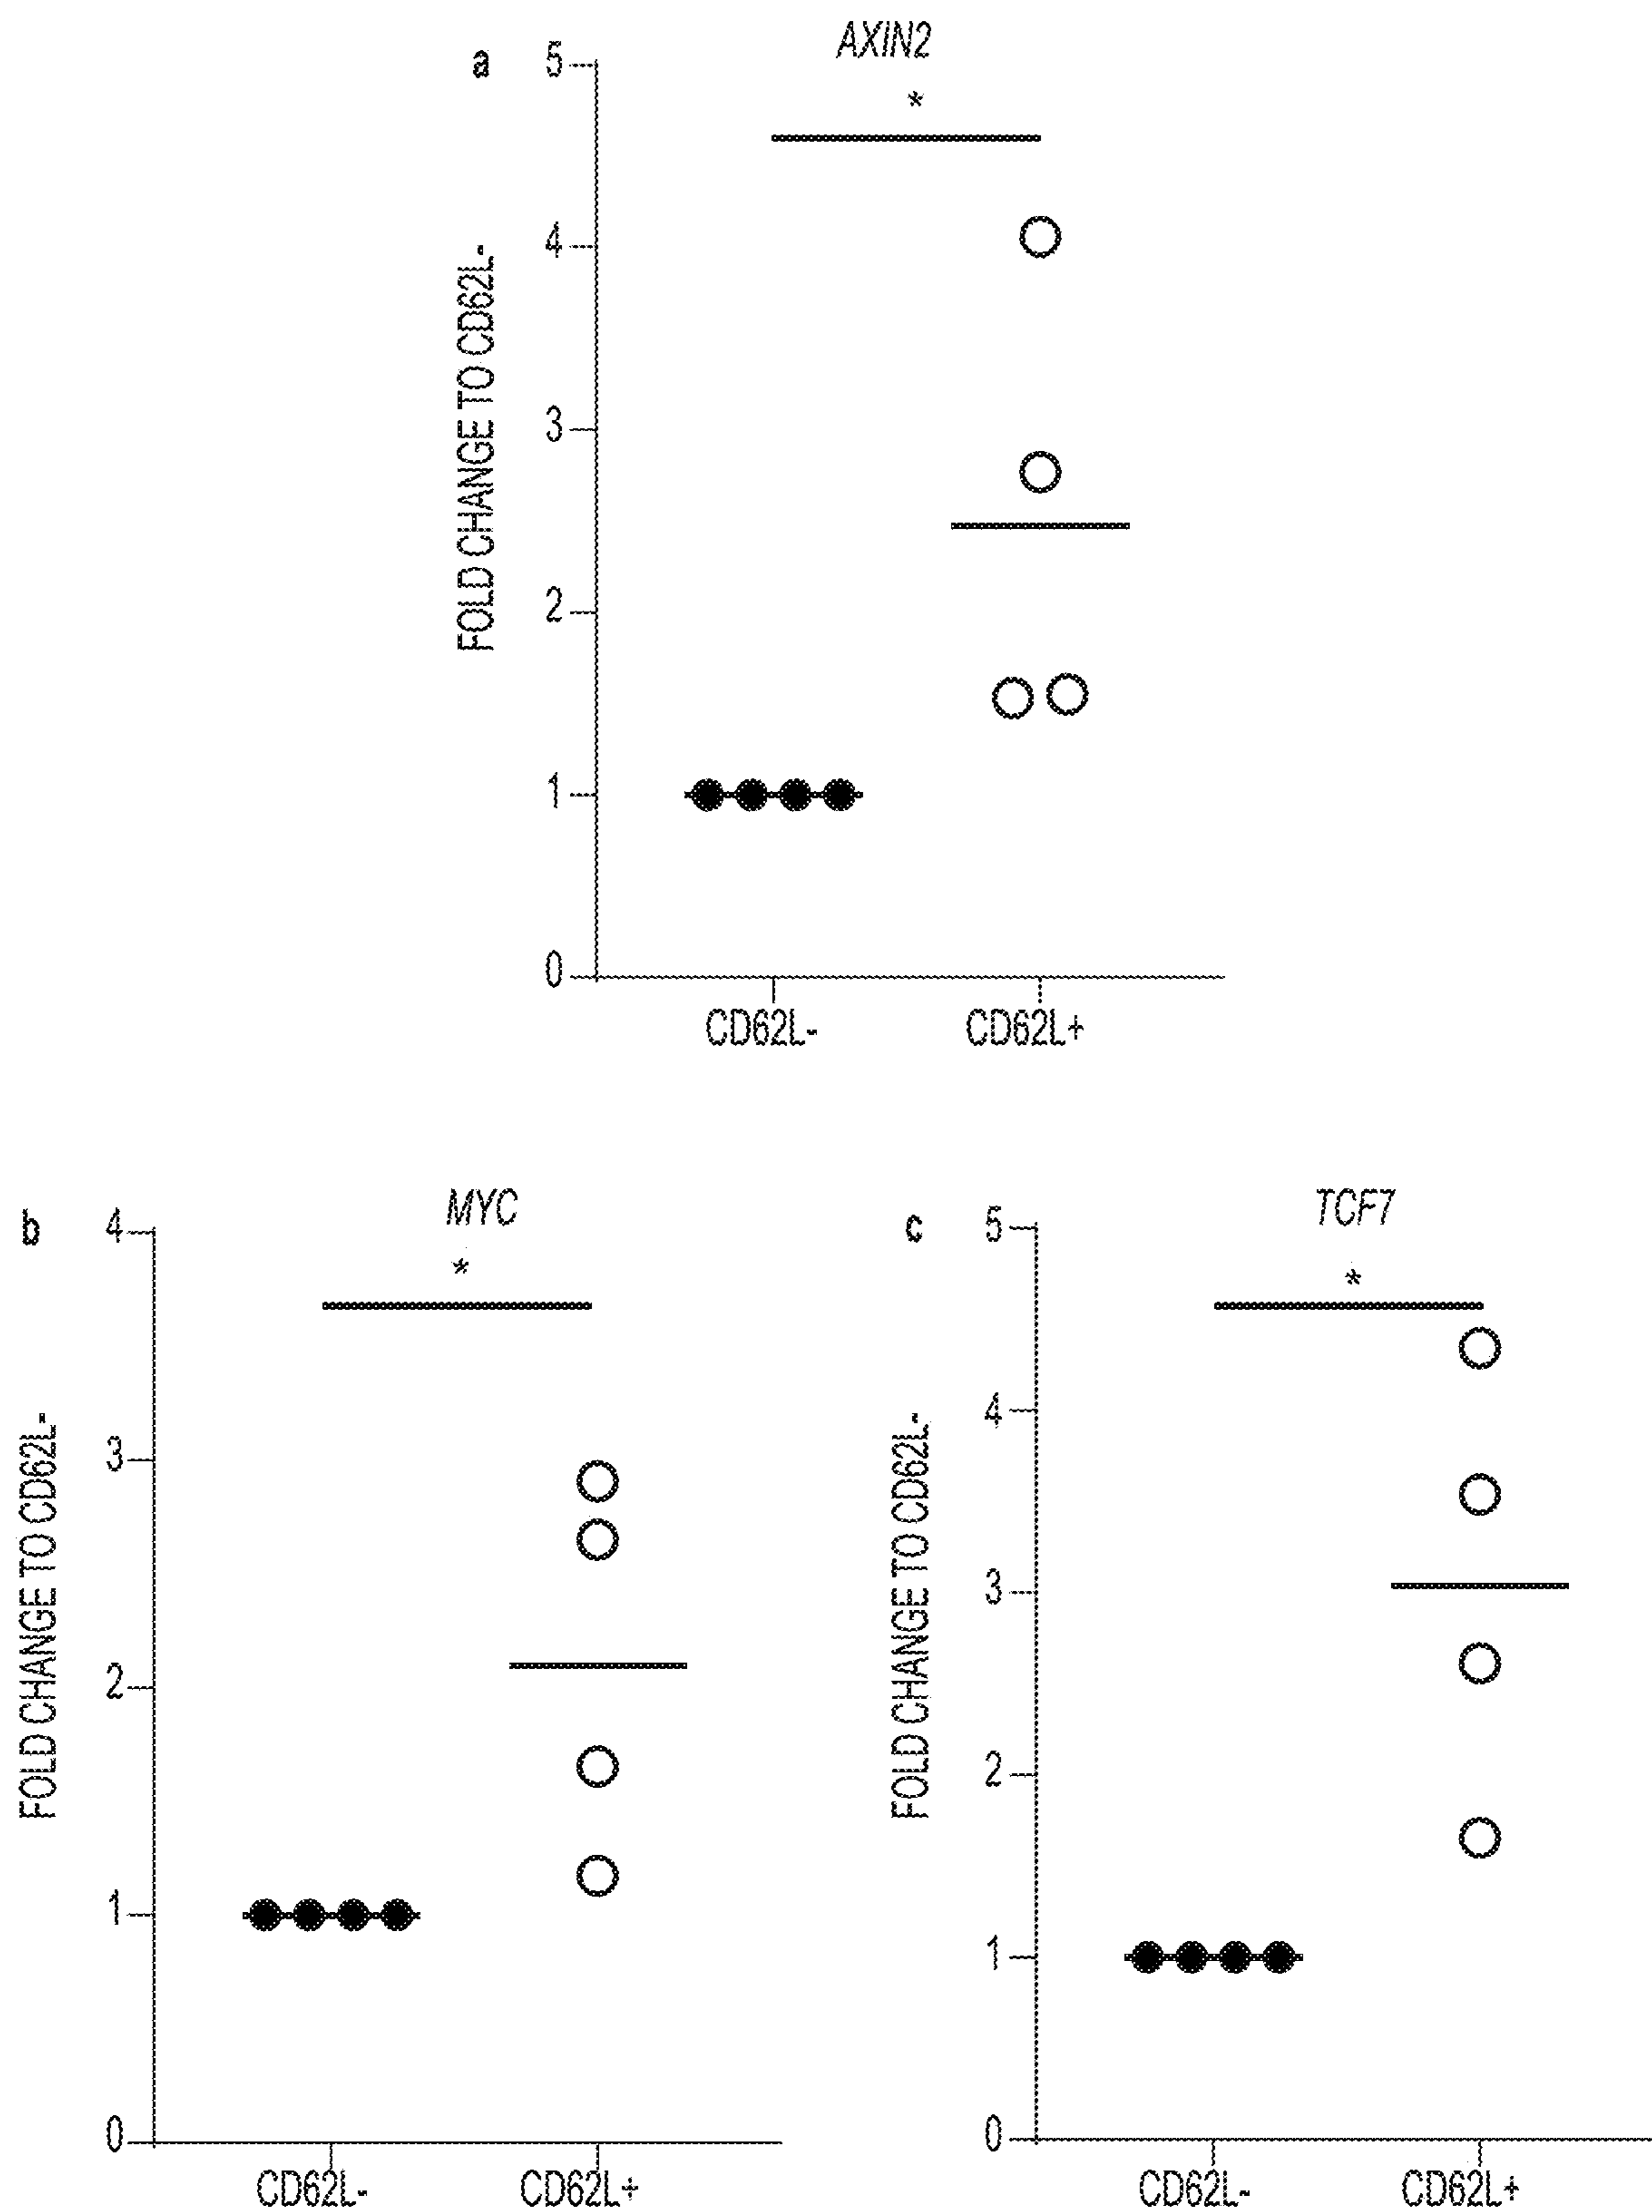 a
AXIN2
*
5
4
3
2
1
0
FOLD CHANGE TO CD62L-
CD62L-
CD62L+
b
MYC
*
4
3
2
1
0
FOLD CHANGE TO CD62L-
CD62L-
CD62L+
c
TCF7
*
5
4
3
2
1
0
FOLD CHANGE TO CD62L-
CD62L-
CD62L+